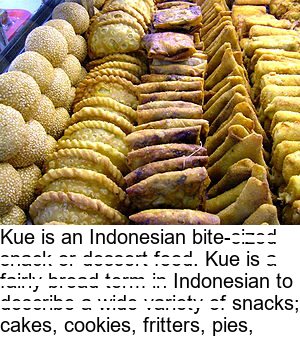 Kue is an Indonesian bite-sized
snack or dessert food. Kue is a
fairly broad term in Indonesian to
describe a wide variety of snacks;
cakes, cookies, fritters, pies,